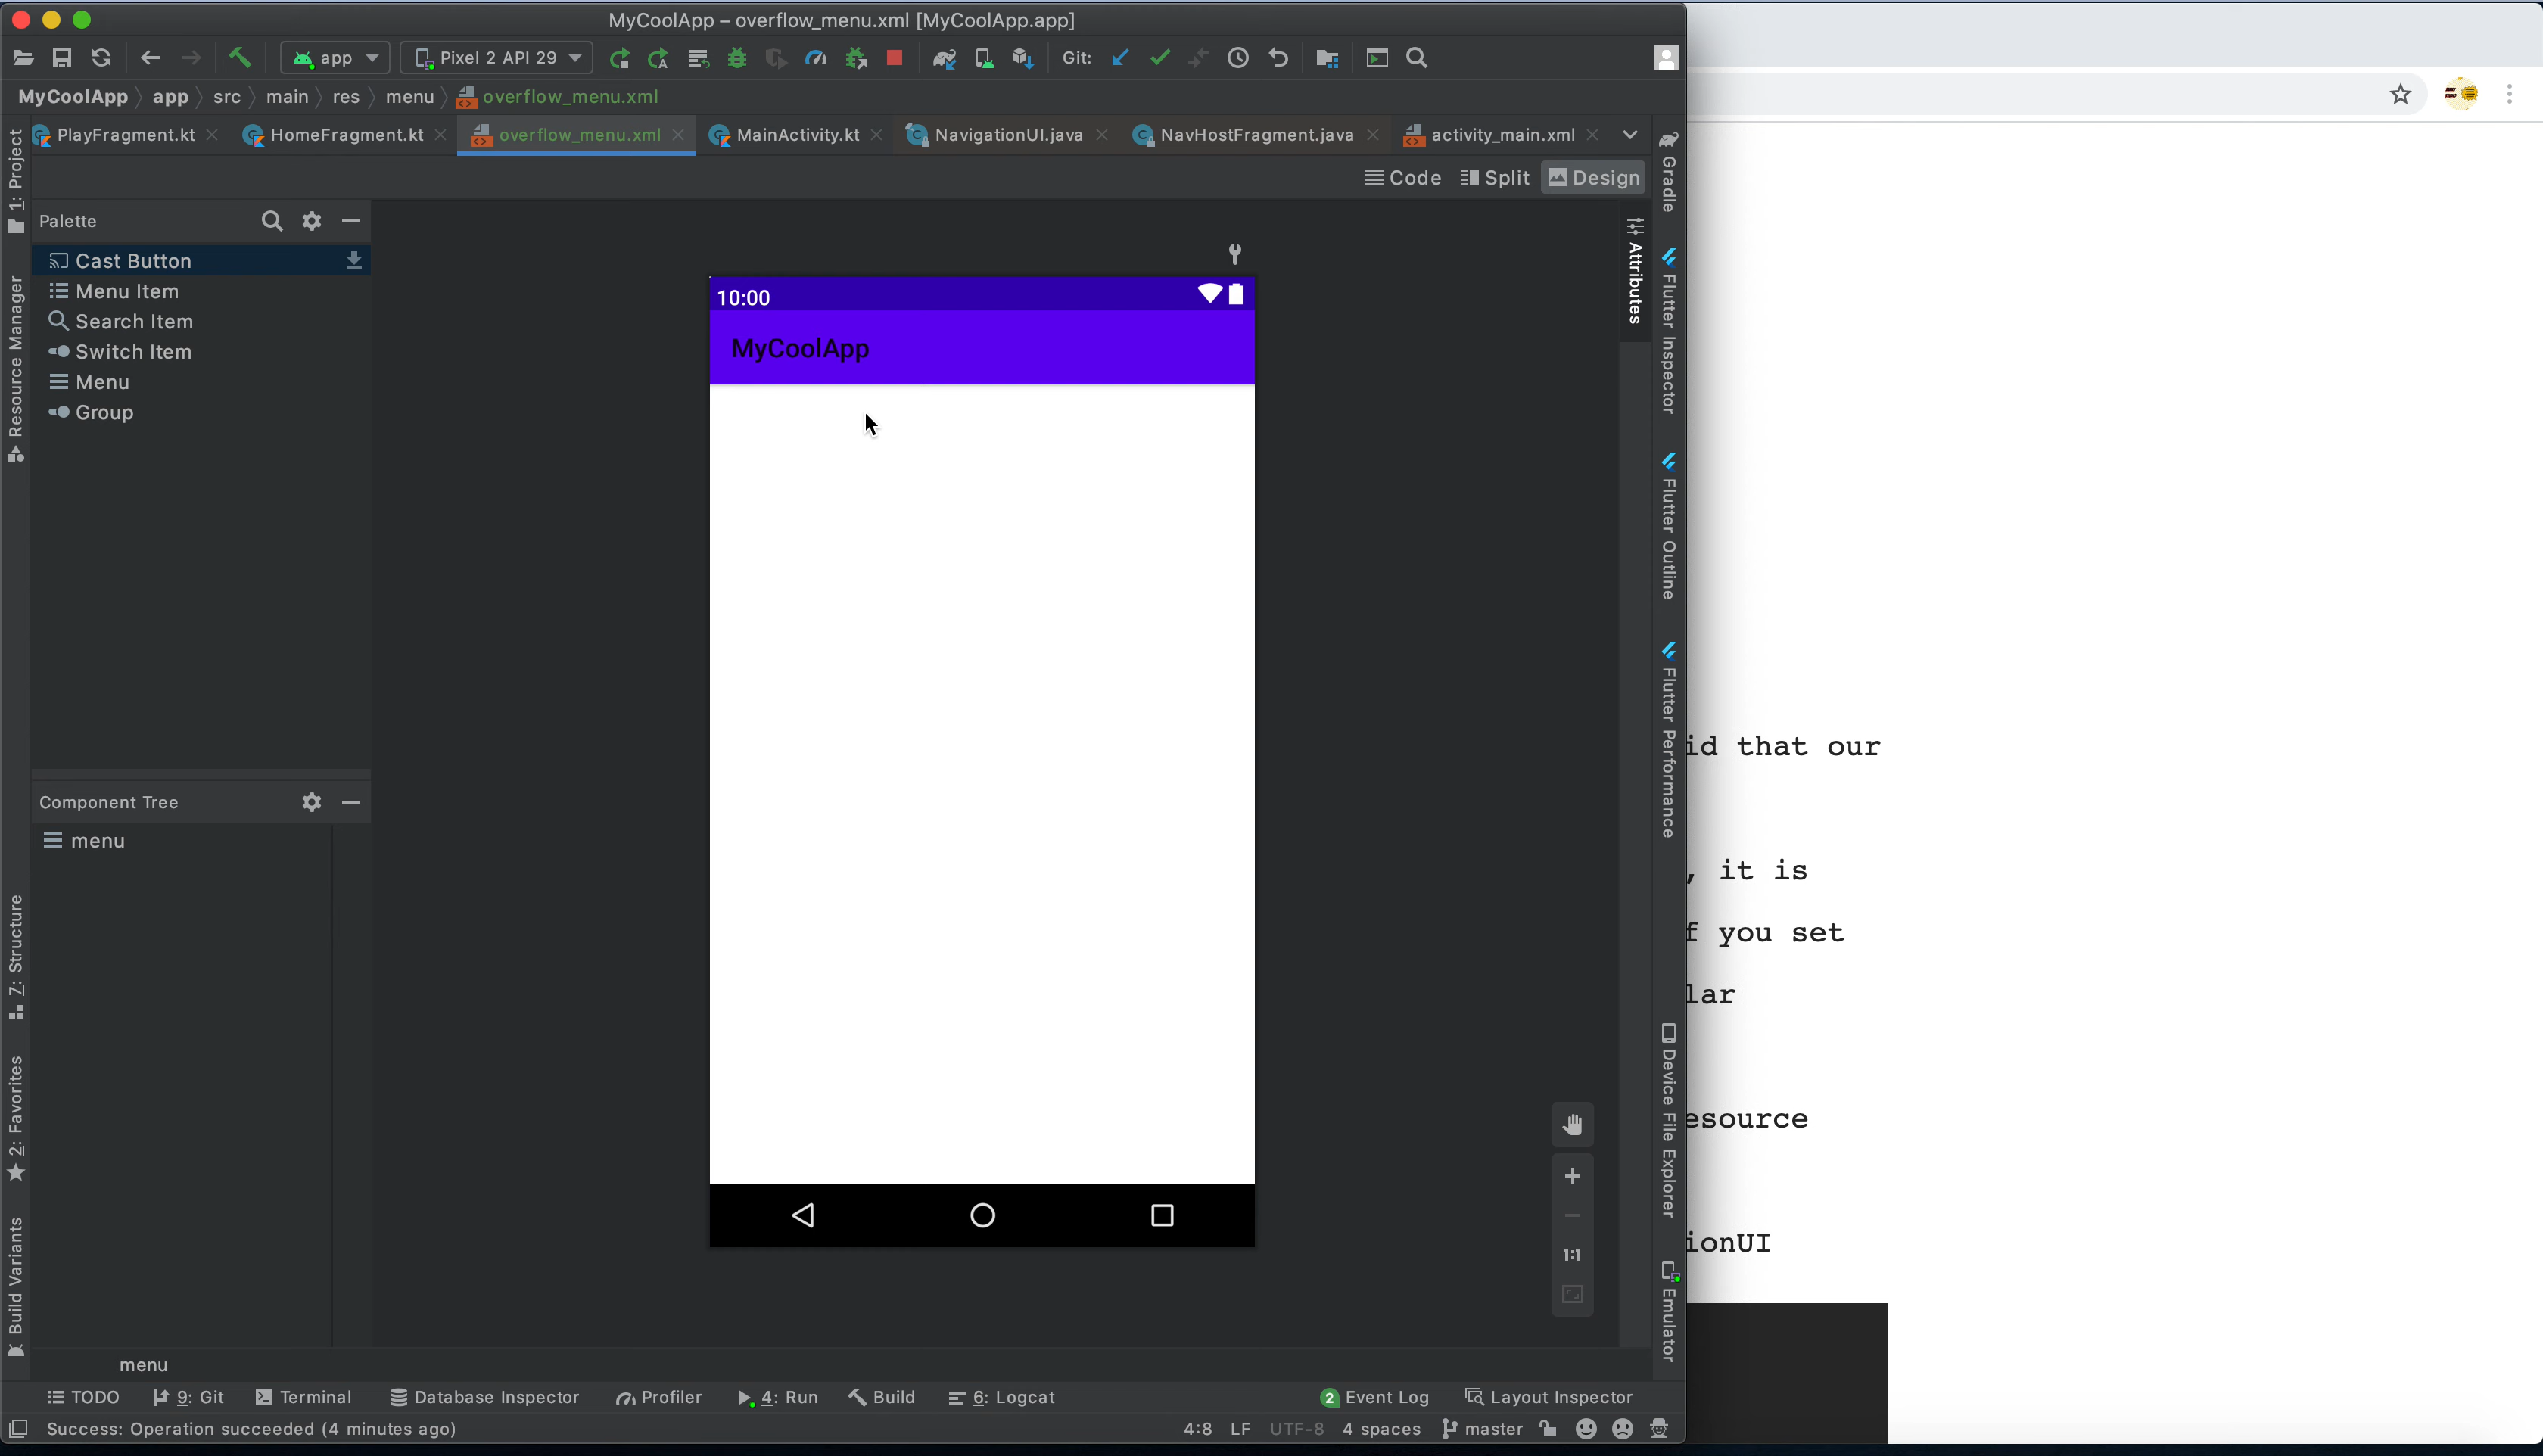 MyCoolApp – overflow_menu.xml [MyCoolApp.app]
app
Pixel 2 API 29
Git:
MyCoolApp app src main res menu overflow_menu.xml
PlayFragment.kt HomeFragment.kt overflow_menu.xml MainActivity.kt NavigationUI.java NavHostFragment.java activity_main.xml
Code Split Design
1: Project
Resource Manager
Z: Structure
2: Favorites
Build Variants
Palette
Cast Button
Menu Item
Search Item
Switch Item
Menu
Group
Component Tree
menu
10:00
MyCoolApp
1:1
Attributes
Gradle
Flutter Inspector
Flutter Outline
Flutter Performance
Device File Explorer
Emulator
menu
TODO 9: Git Terminal Database Inspector Profiler 4: Run Build 6: Logcat 2 Event Log Layout Inspector
Success: Operation succeeded (4 minutes ago) 4:8 LF UTF-8 4 spaces master
id that our
, it is
f you set
lar
esource
ionUI